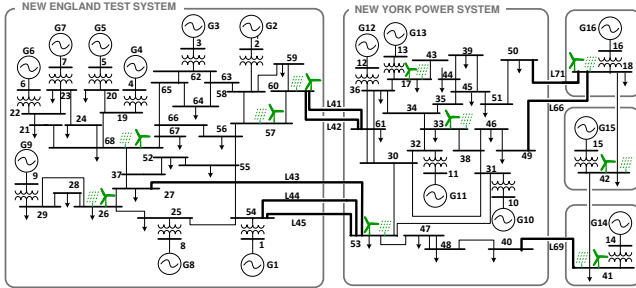 NEW ENGLAND TEST SYSTEM
NEW YORK POWER SYSTEM
G6 G7 G5 G4 G3 G2 59
6 7 5 4 3 2
22 23 20 19 62 63 58 60
21 24 65 64
68 66 67 56 57
G9 9 37 52 55
28 27
29 26 25 54
8 1
G8 G1
L41
L42
L43
L44
L45
G12 G13 43 39 50
12 13 44
36 17 35 45 51
34 33 46
61 32 38 49
30 31
11 10
G11 G10
53 47 48 40
L71
L66
L69
G16
16
18
G15
15
42
G14
14
41